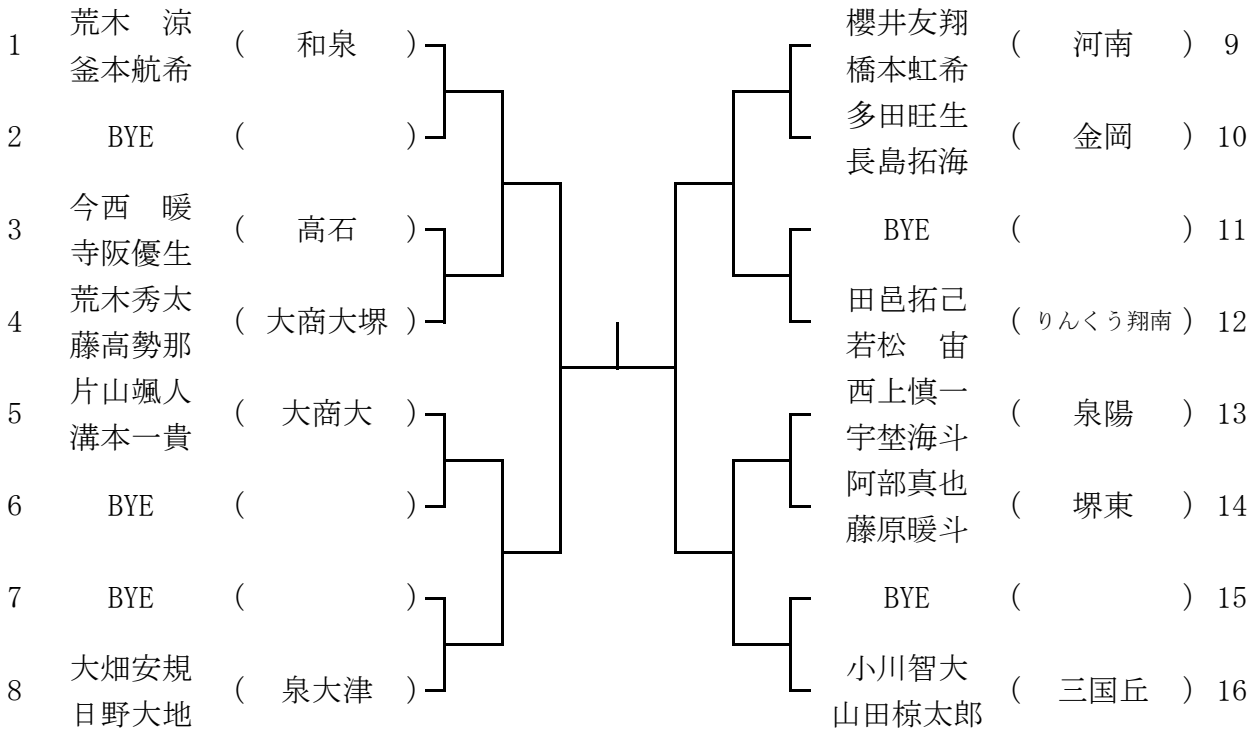 荒木　涼
1 ( 和泉 )
釜本航希
2 BYE ( )
今西　暖
3 ( 高石 )
寺阪優生
荒木秀太
4 ( 大商大堺 )
藤高勢那
片山颯人
5 ( 大商大 )
溝本一貴
6 BYE ( )
7 BYE ( )
大畑安規
8 ( 泉大津 )
日野大地
櫻井友翔
( 河南 ) 9
橋本虹希
多田旺生
( 金岡 ) 10
長島拓海
BYE ( ) 11
田邑拓己
( りんくう翔南 ) 12
若松　宙
西上慎一
( 泉陽 ) 13
宇埜海斗
阿部真也
( 堺東 ) 14
藤原暖斗
BYE ( ) 15
小川智大
( 三国丘 ) 16
山田椋太郎